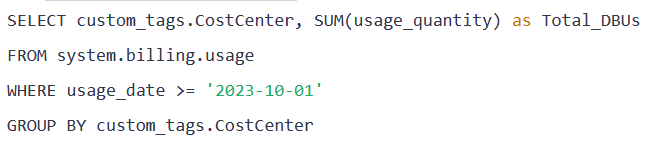 SELECT custom_tags.CostCenter, SUM(usage_quantity) as Total_DBUs
FROM system.billing.usage
WHERE usage_date >= '2023-10-01'
GROUP BY custom_tags.CostCenter